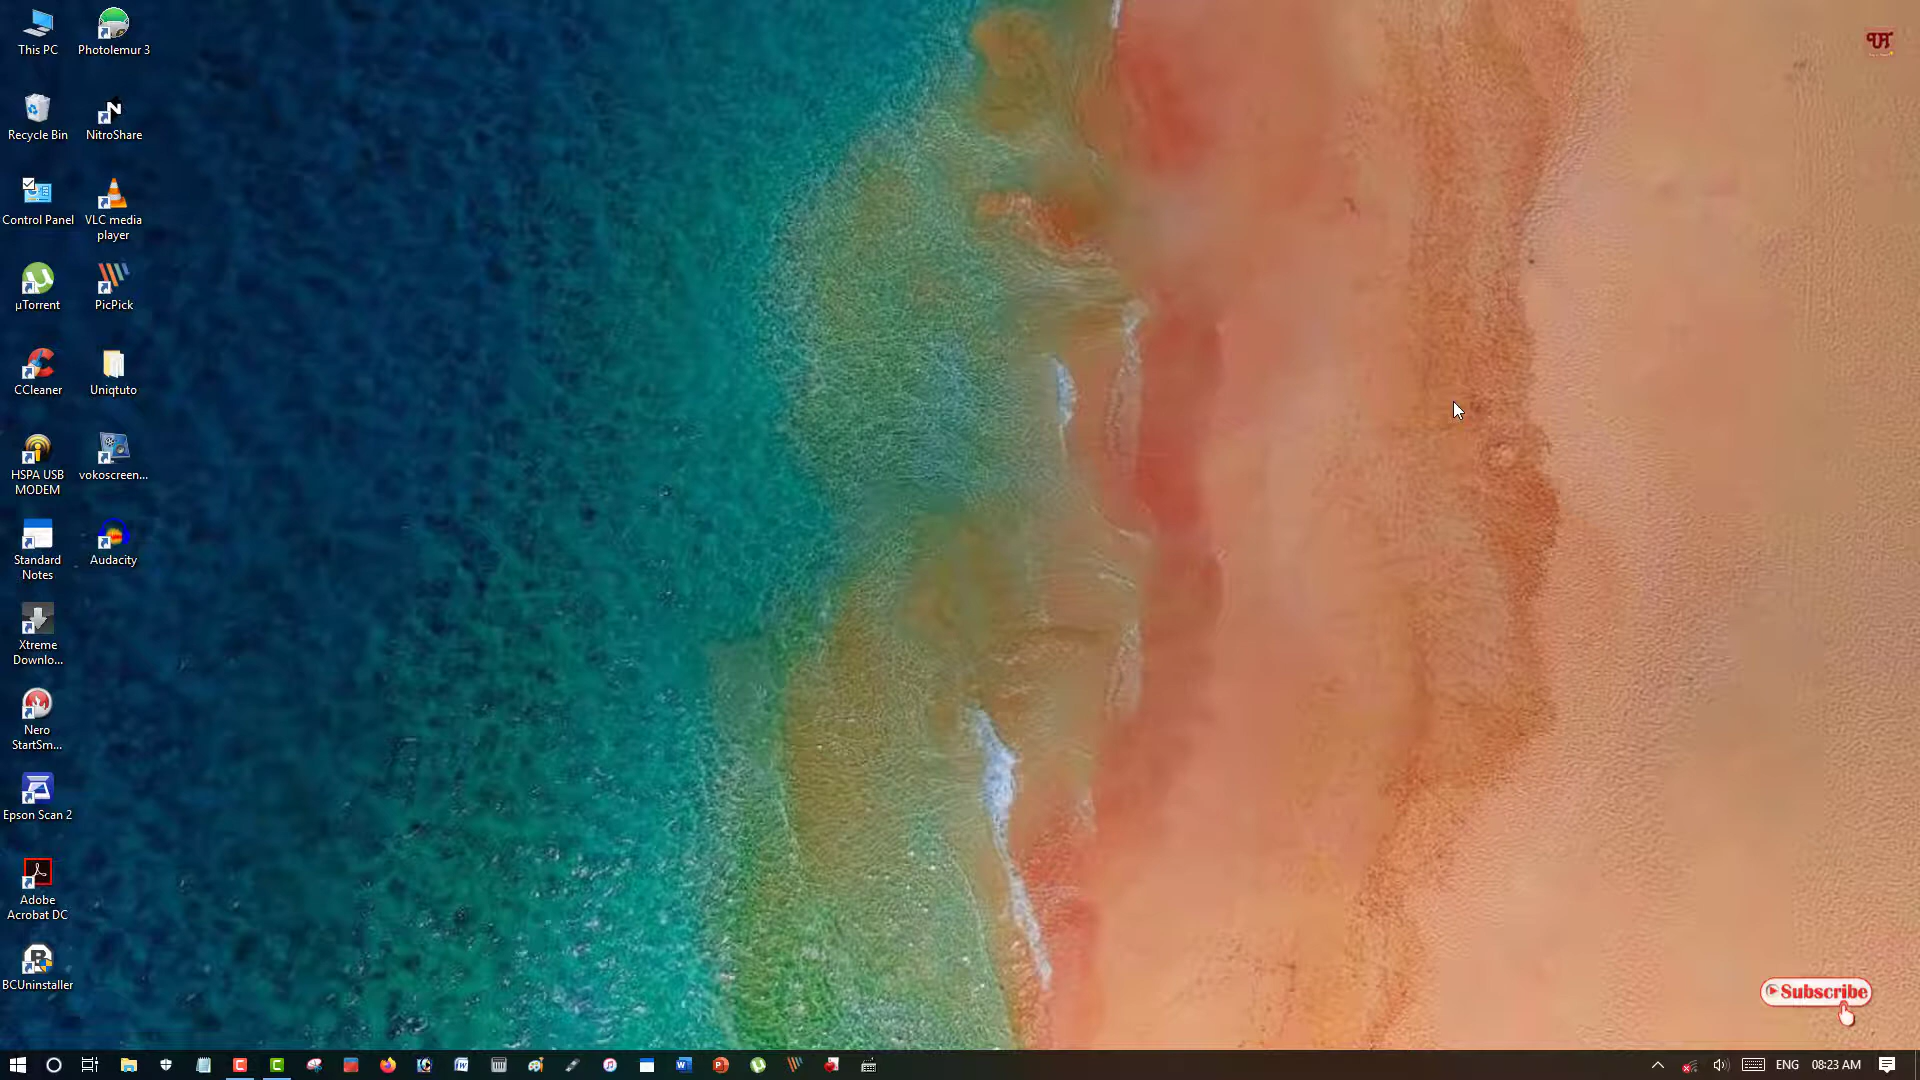 This PC
Photolemur 3
Recycle Bin
NitroShare
Control Panel
VLC media
player
µTorrent
PicPick
CCleaner
Uniqtuto
HSPA USB
MODEM
vokoscreen...
Standard
Notes
Audacity
Xtreme
Downlo...
Nero
StartSm...
Epson Scan 2
Adobe
Acrobat DC
BCUninstaller
Subscribe
ENG
08:23 AM